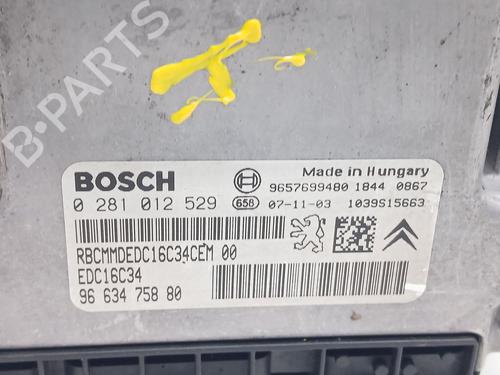 B-PARTS
BOSCH
Made in Hungary
9657699480 1844 0867
0 281 012 529
658 07-11-03 1039S15663
RBCMMDEDC16C34CEM 00
EDC16C34
96 634 758 80